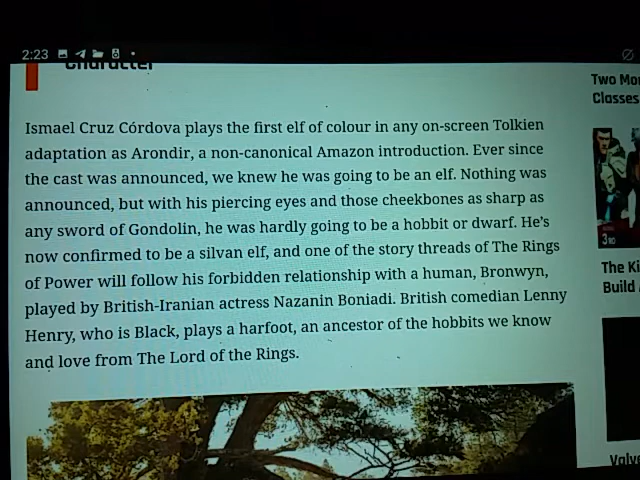 2:23
Character
Two Mo
Classes
Ismael Cruz Córdova plays the first elf of colour in any on-screen Tolkien
adaptation as Arondir, a non-canonical Amazon introduction. Ever since
the cast was announced, we knew he was going to be an elf. Nothing was
announced, but with his piercing eyes and those cheekbones as sharp as
any sword of Gondolin, he was hardly going to be a hobbit or dwarf. He's
now confirmed to be a silvan elf, and one of the story threads of The Rings
of Power will follow his forbidden relationship with a human, Bronwyn,
played by British-Iranian actress Nazanin Boniadi. British comedian Lenny
Henry, who is Black, plays a harfoot, an ancestor of the hobbits we know
and love from The Lord of the Rings.
The Ki
Build
Valve